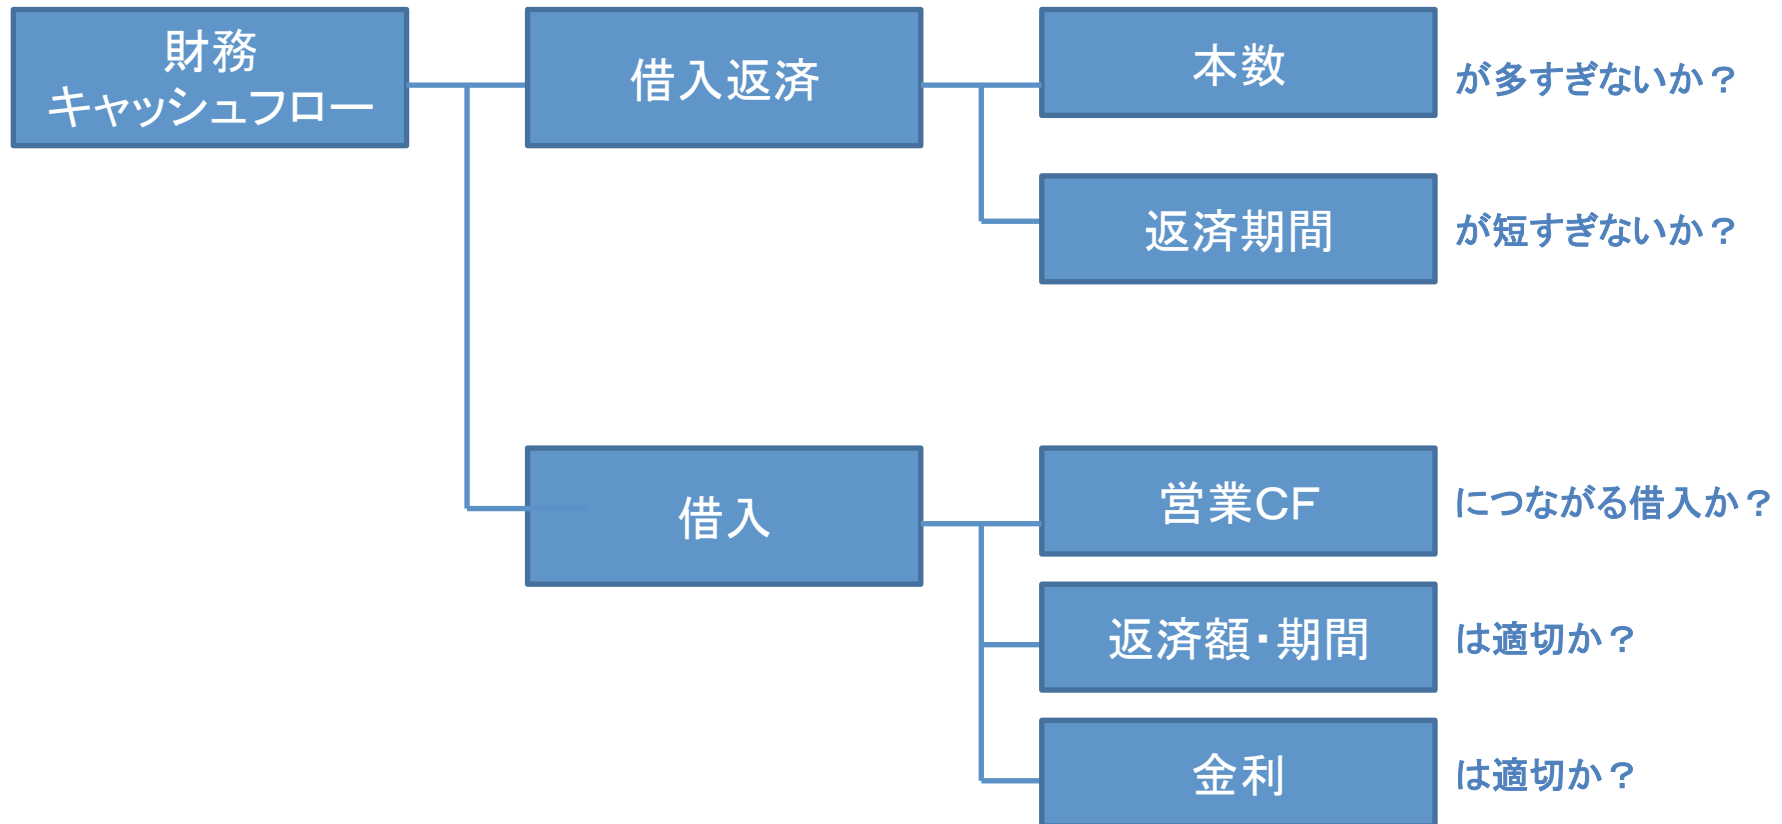 財務
キャッシュフロー
借入返済
本数
が多すぎないか？
返済期間
が短すぎないか？
借入
営業CF
につながる借入か？
返済額・期間
は適切か？
金利
は適切か？